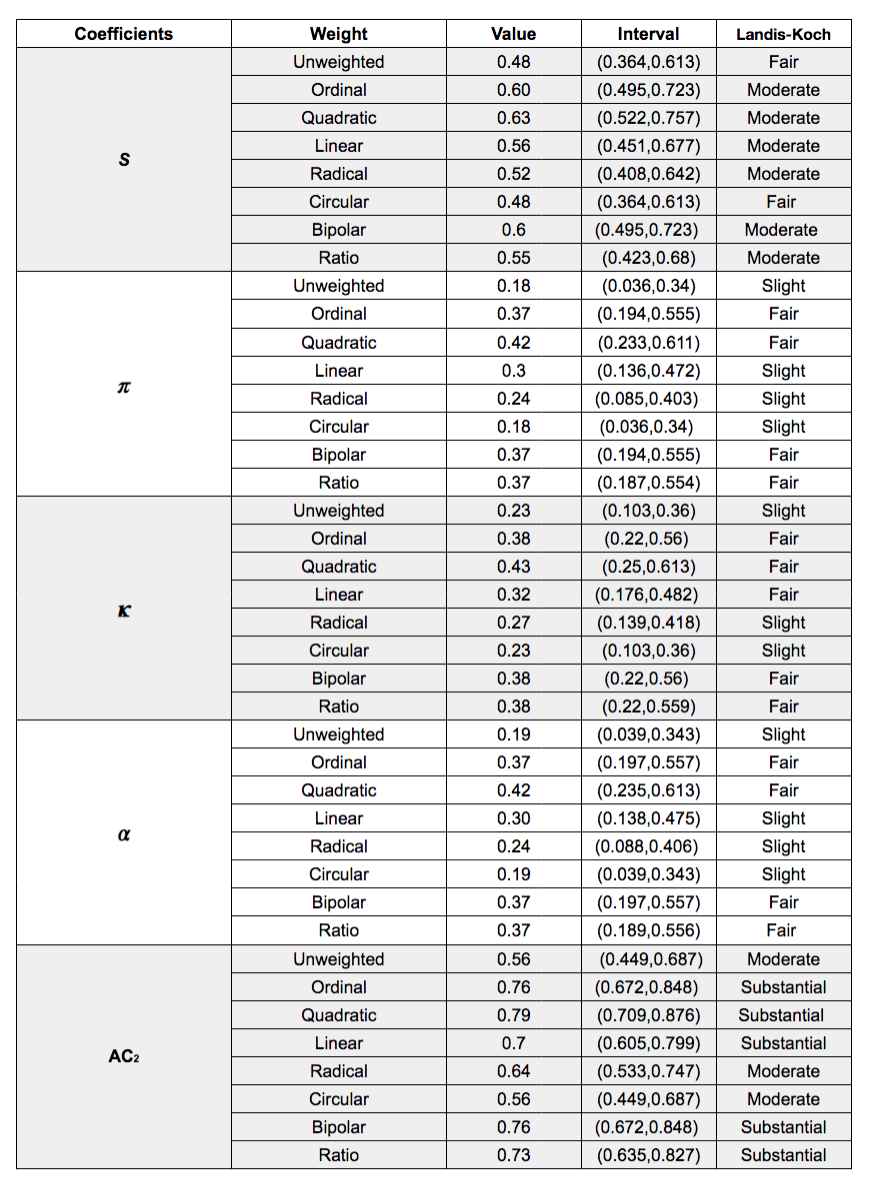 Coefficients Weight Value Interval Landis-Koch
Unweighted 0.48 (0.364,0.613) Fair
Ordinal 0.60 (0.495,0.723) Moderate
Quadratic 0.63 (0.522,0.757) Moderate
Linear 0.56 (0.451,0.677) Moderate
S
Radical 0.52 (0.408,0.642) Moderate
Circular 0.48 (0.364,0.613) Fair
Bipolar 0.6 (0.495,0.723) Moderate
Ratio 0.55 (0.423,0.68) Moderate
Unweighted 0.18 (0.036,0.34) Slight
Ordinal 0.37 (0.194,0.555) Fair
Quadratic 0.42 (0.233,0.611) Fair
Linear 0.3 (0.136,0.472) Slight
π
Radical 0.24 (0.085,0.403) Slight
Circular 0.18 (0.036,0.34) Slight
Bipolar 0.37 (0.194,0.555) Fair
Ratio 0.37 (0.187,0.554) Fair
Unweighted 0.23 (0.103,0.36) Slight
Ordinal 0.38 (0.22,0.56) Fair
Quadratic 0.43 (0.25,0.613) Fair
Linear 0.32 (0.176,0.482) Fair
κ
Radical 0.27 (0.139,0.418) Slight
Circular 0.23 (0.103,0.36) Slight
Bipolar 0.38 (0.22,0.56) Fair
Ratio 0.38 (0.22,0.559) Fair
Unweighted 0.19 (0.039,0.343) Slight
Ordinal 0.37 (0.197,0.557) Fair
Quadratic 0.42 (0.235,0.613) Fair
Linear 0.30 (0.138,0.475) Slight
α
Radical 0.24 (0.088,0.406) Slight
Circular 0.19 (0.039,0.343) Slight
Bipolar 0.37 (0.197,0.557) Fair
Ratio 0.37 (0.189,0.556) Fair
Unweighted 0.56 (0.449,0.687) Moderate
Ordinal 0.76 (0.672,0.848) Substantial
Quadratic 0.79 (0.709,0.876) Substantial
Linear 0.7 (0.605,0.799) Substantial
AC₂
Radical 0.64 (0.533,0.747) Moderate
Circular 0.56 (0.449,0.687) Moderate
Bipolar 0.76 (0.672,0.848) Substantial
Ratio 0.73 (0.635,0.827) Substantial